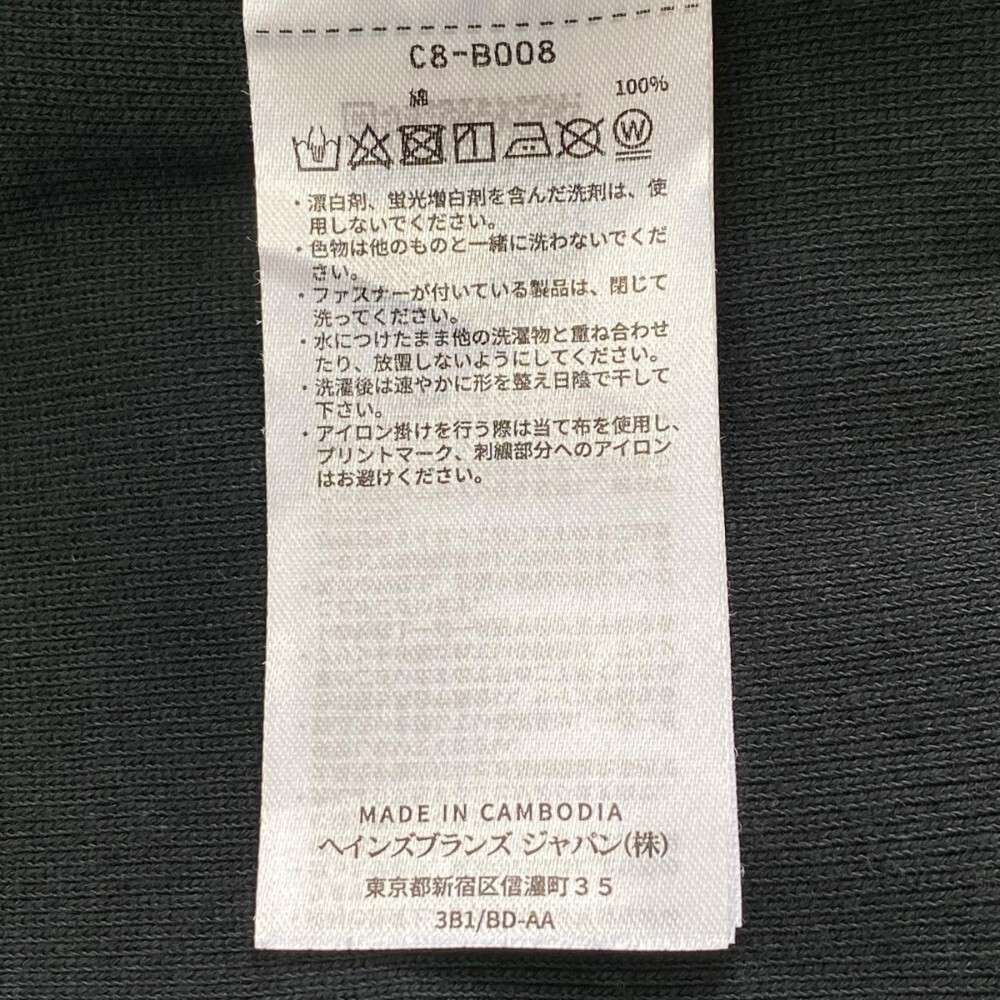 C8-B008
綿 100%
W
・漂白剤、蛍光増白剤を含んだ洗剤は、使
用しないでください。
・色物は他のものと一緒に洗わないでくだ
さい。
・ファスナーが付いている製品は、閉じて
洗ってください。
・水につけたまま他の洗濯物と重ね合わせ
たり、放置しないようにしてください。
・洗濯後は速やかに形を整え日陰で干して
下さい。
・アイロン掛けを行う際は当て布を使用し、
プリントマーク、刺繍部分へのアイロン
はお避けください。
MADE IN CAMBODIA
ヘインズブランズ ジャパン(株)
東京都新宿区信濃町35
3B1/BD-AA